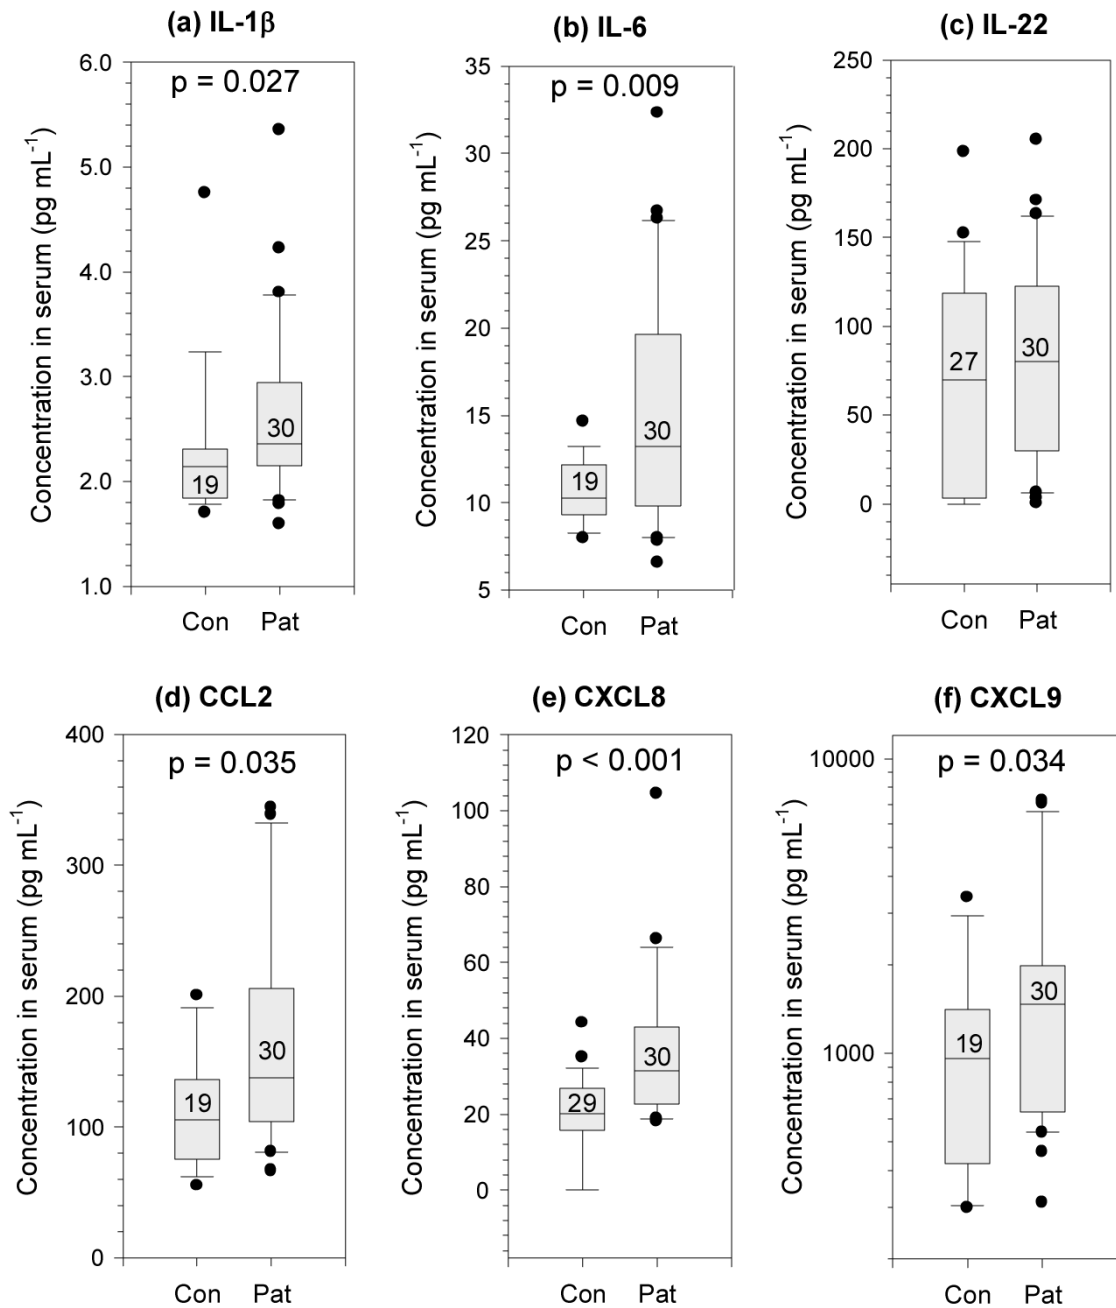 (a) IL-1β
Concentration in serum (pg mL⁻¹)
6.0
5.0
4.0
3.0
2.0
1.0
p = 0.027
19
30
Con Pat
(b) IL-6
Concentration in serum (pg mL⁻¹)
35
30
25
20
15
10
5
p = 0.009
19
30
Con Pat
(c) IL-22
Concentration in serum (pg mL⁻¹)
250
200
150
100
50
0
27
30
Con Pat
(d) CCL2
Concentration in serum (pg mL⁻¹)
400
300
200
100
0
p = 0.035
19
30
Con Pat
(e) CXCL8
Concentration in serum (pg mL⁻¹)
120
100
80
60
40
20
0
p < 0.001
29
30
Con Pat
(f) CXCL9
Concentration in serum (pg mL⁻¹)
10000
1000
p = 0.034
19
30
Con Pat